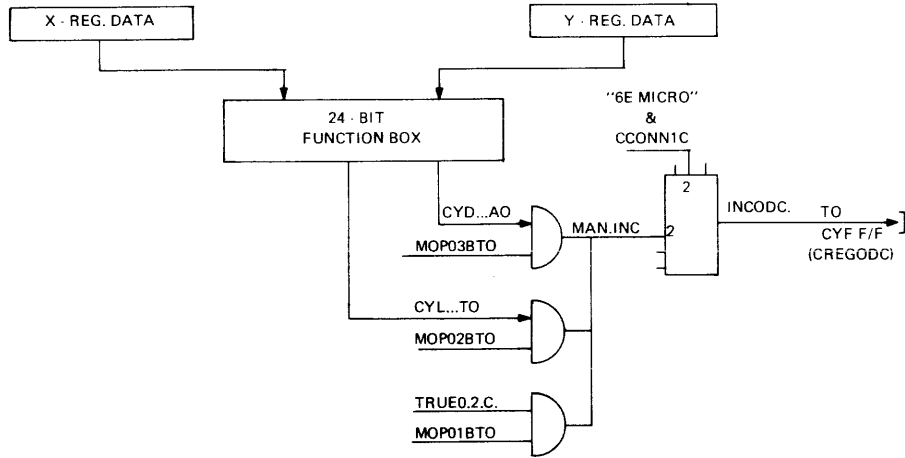 X - REG. DATA
Y - REG. DATA
24 - BIT
FUNCTION BOX
"6E MICRO"
&
CCONN1C
2
CYD...AO
MOP03BTO
MAN.INC
2
INCODC.
TO
CYF F/F
(CREGODC)
CYL...TO
MOP02BTO
TRUE0.2.C.
MOP01BTO